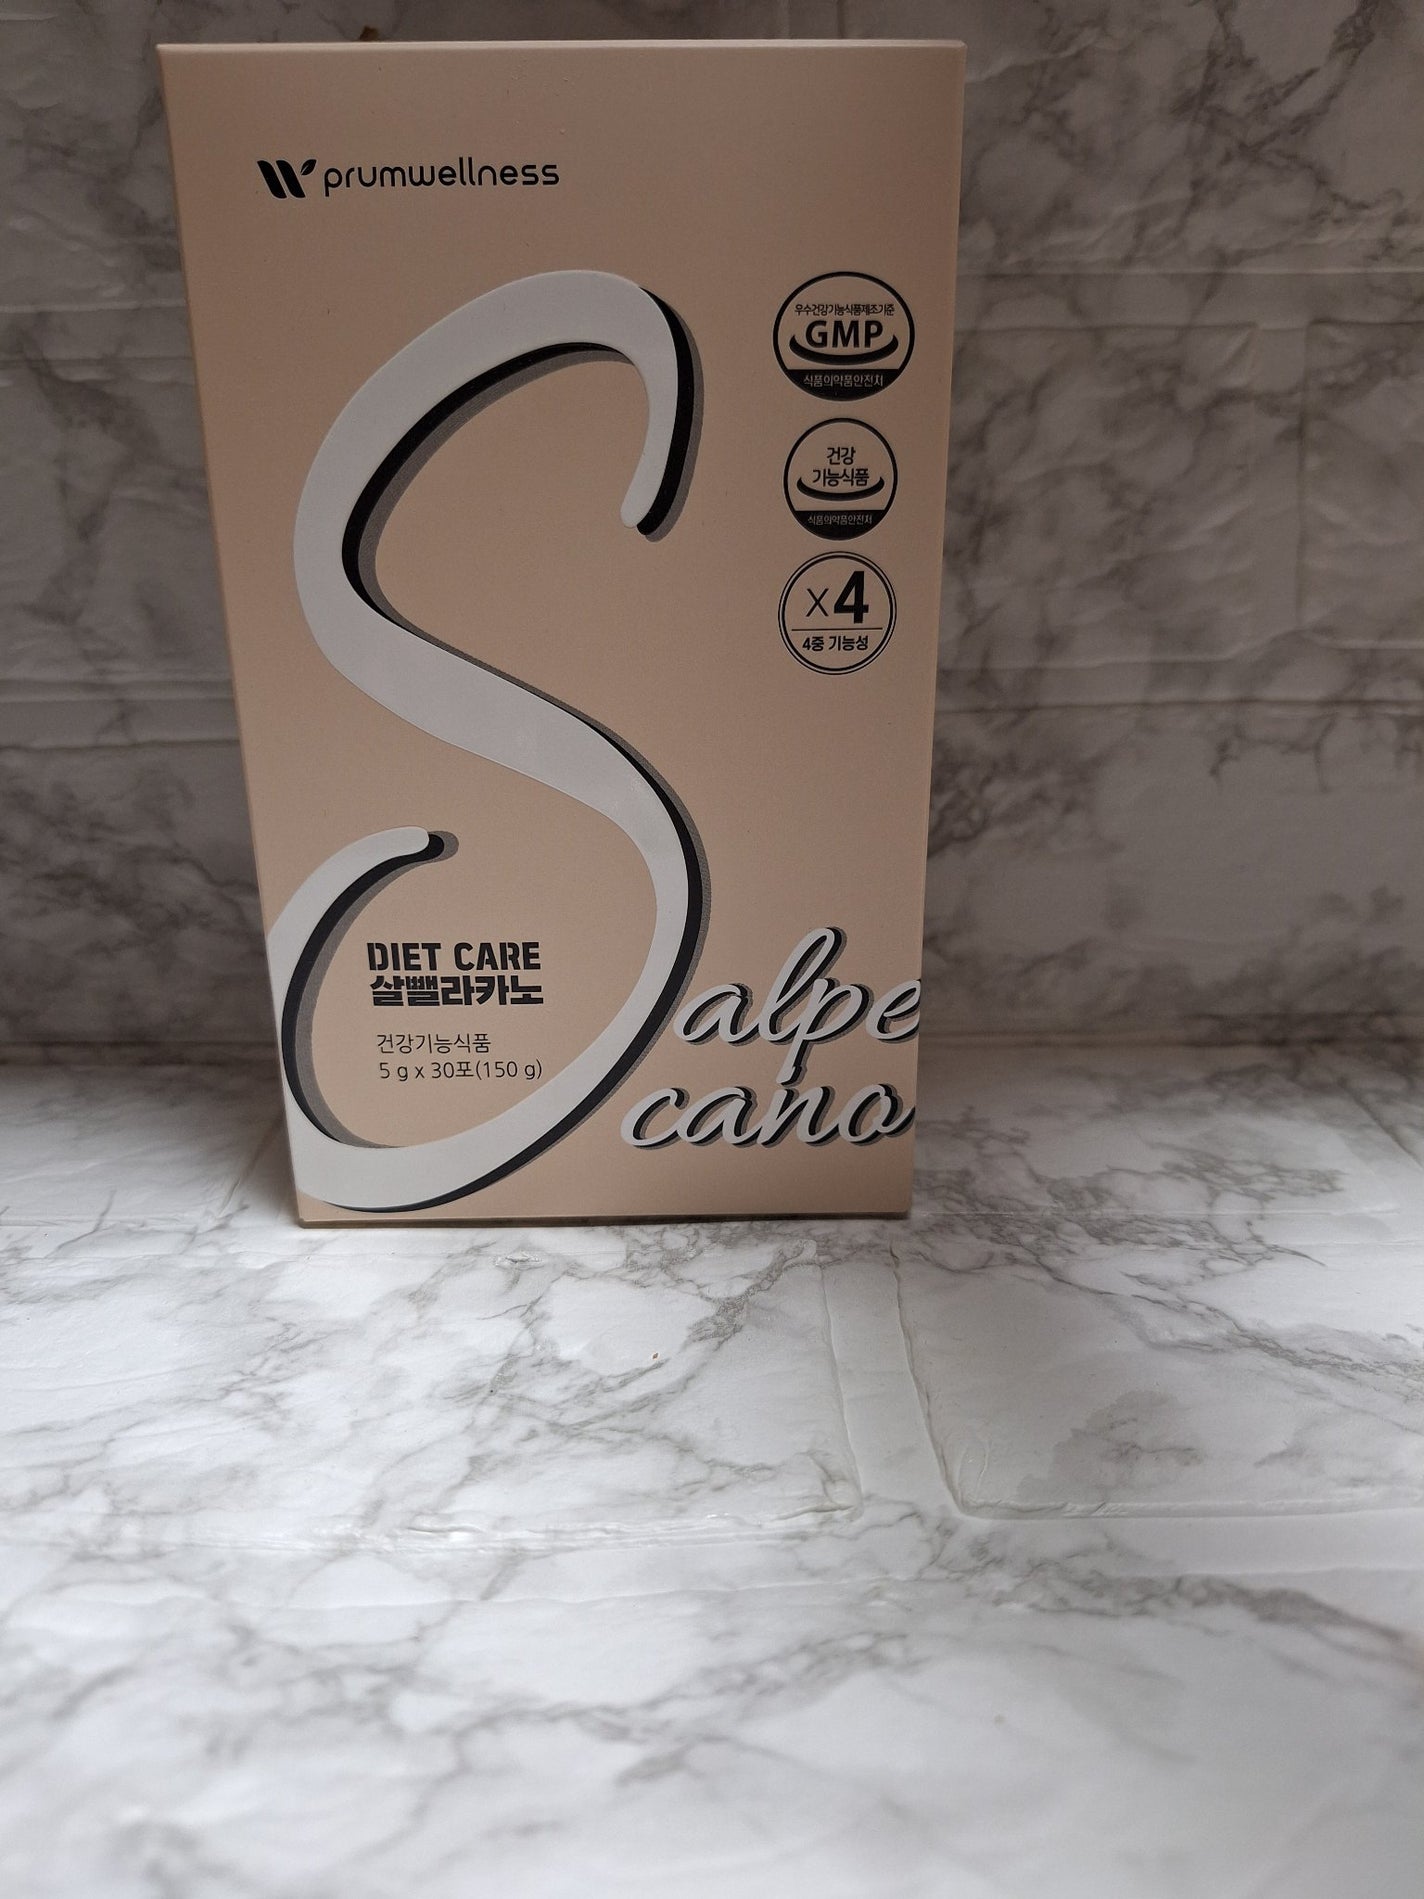 prumwellness
우수건강기능식품제조기준
GMP
식품의약품안전처
건강
기능식품
식품의약품안전처
x4
4중 기능성
DIET CARE
살뺄라카노
건강기능식품
5 g x 30포(150 g)
Salpe
cano